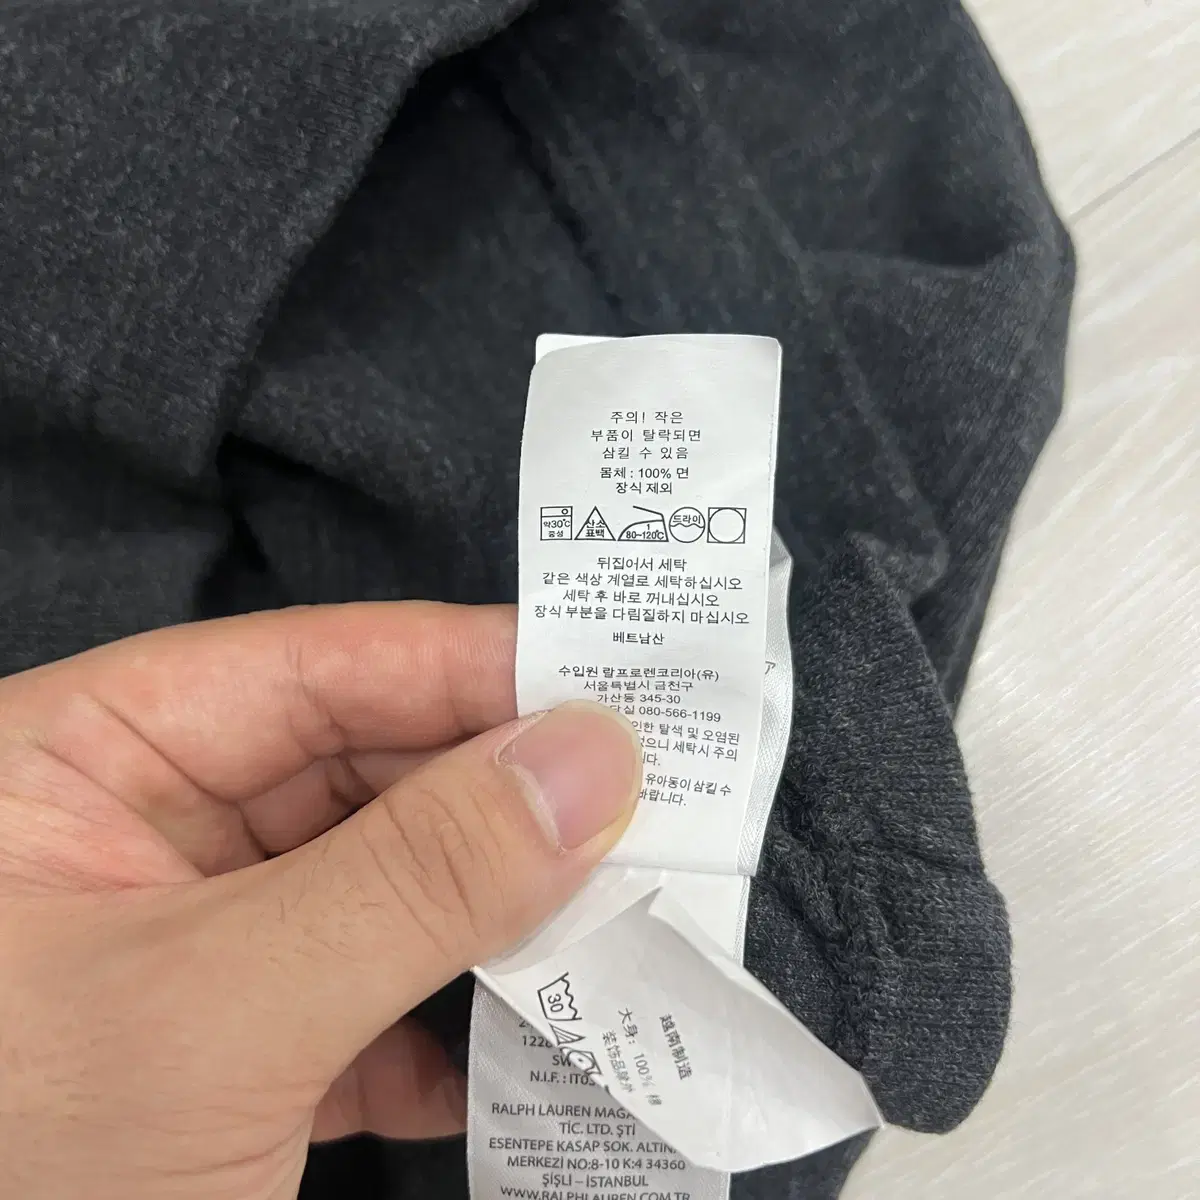 주의! 작은
부품이 탈락되면
삼킬 수 있음
몸체 : 100% 면
장식 제외
약30℃
중성
산소
표백
1
80~120℃
드라이
뒤집어서 세탁
같은 색상 계열로 세탁하십시오
세탁 후 바로 꺼내십시오
장식 부분을 다림질하지 마십시오
베트남산
수입원 랄프로렌코리아(유)
서울특별시 금천구
가산동 345-30
080-566-1199
탈색 및 오염된
세탁시 주의
유아동이 삼킬 수
바랍니다.
30
越南制造
大身: 100% 棉
装饰品除外
N.I.F.:
RALPH LAUREN
TİC. LTD. ŞTİ
ESENTEPE KASAP SOK.
MERKEZİ NO:8-10 K:4 34360
ŞİŞLİ – İSTANBUL
WWW.RALPHLAUREN.COM.TR